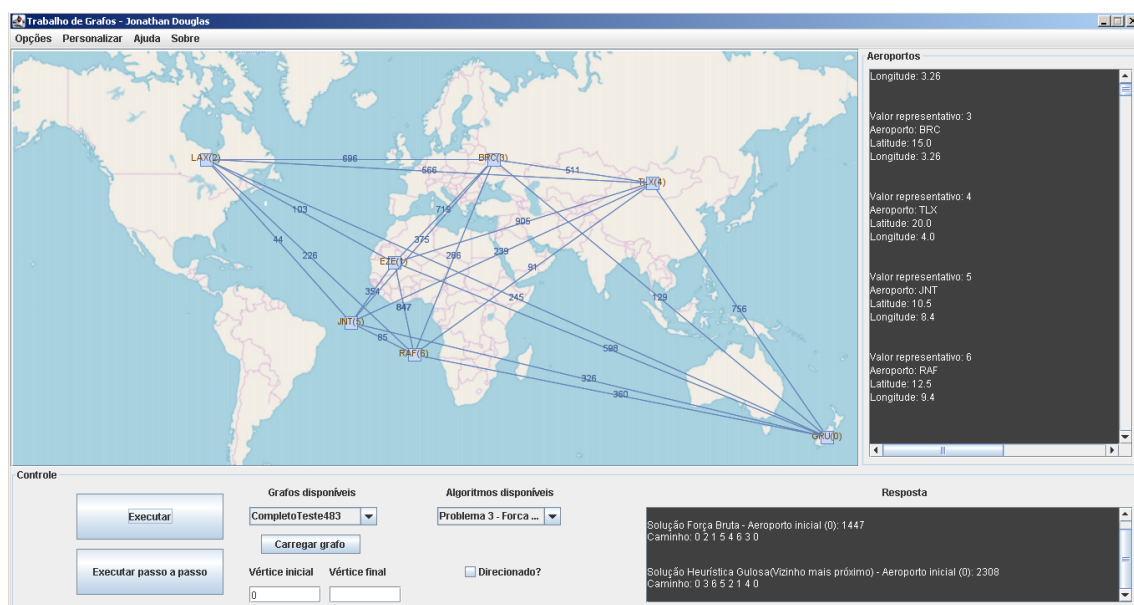 Trabalho de Grafos - Jonathan Douglas
Opções Personalizar Ajuda Sobre
LAX(2)
696
BRC(3)
566
511
TLX(4)
103
719
905
44
375
226
266
239
EZE(1)
91
354
847
245
129
756
JNT(5)
85
RAF(6)
598
326
360
GRU(0)
Aeroportos
Longitude: 3.26
Valor representativo: 3
Aeroporto: BRC
Latitude: 15.0
Longitude: 3.26
Valor representativo: 4
Aeroporto: TLX
Latitude: 20.0
Longitude: 4.0
Valor representativo: 5
Aeroporto: JNT
Latitude: 10.5
Longitude: 8.4
Valor representativo: 6
Aeroporto: RAF
Latitude: 12.5
Longitude: 9.4
Controle
Executar
Executar passo a passo
Grafos disponíveis
CompletoTeste483
Carregar grafo
Vértice inicial Vértice final
0
Algoritmos disponíveis
Problema 3 - Forca ...
Direcionado?
Resposta
Solução Força Bruta - Aeroporto inicial (0): 1447
Caminho: 0 2 1 5 4 6 3 0
Solução Heurística Gulosa(Vizinho mais próximo) - Aeroporto inicial (0): 2308
Caminho: 0 3 6 5 2 1 4 0